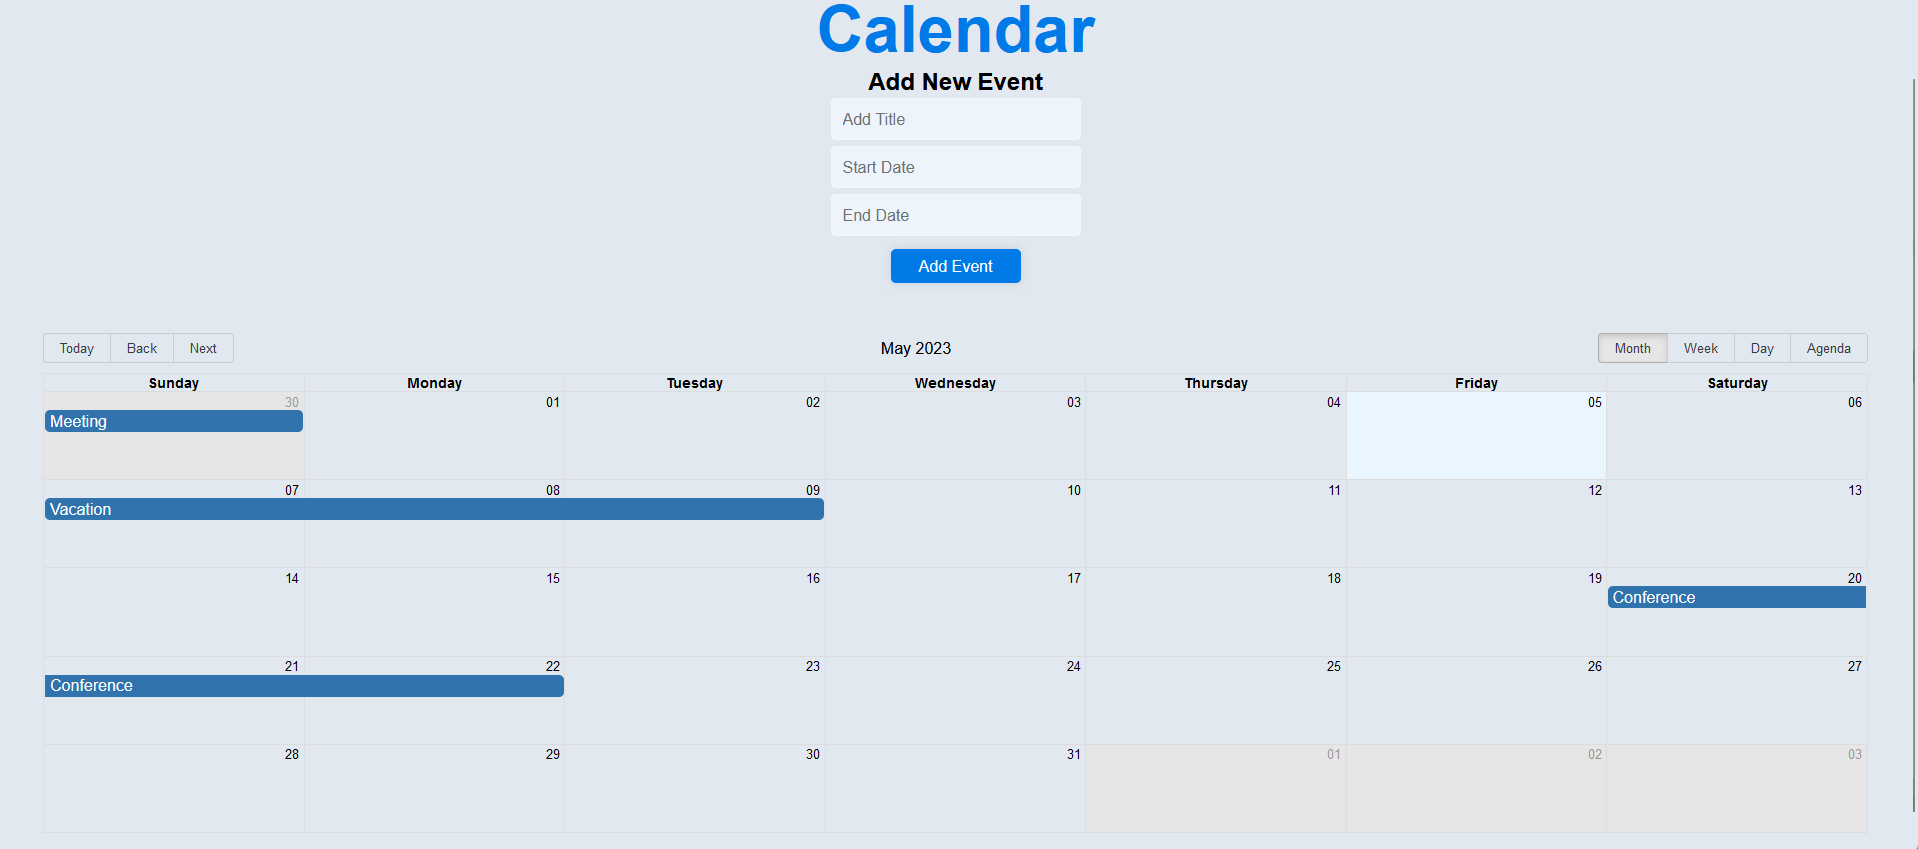 Calendar
Add New Event
Add Title
Start Date
End Date
Add Event
Today Back Next May 2023 Month Week Day Agenda
Sunday Monday Tuesday Wednesday Thursday Friday Saturday
30 01 02 03 04 05 06
Meeting
07 08 09 10 11 12 13
Vacation
14 15 16 17 18 19 20
Conference
21 22 23 24 25 26 27
Conference
28 29 30 31 01 02 03